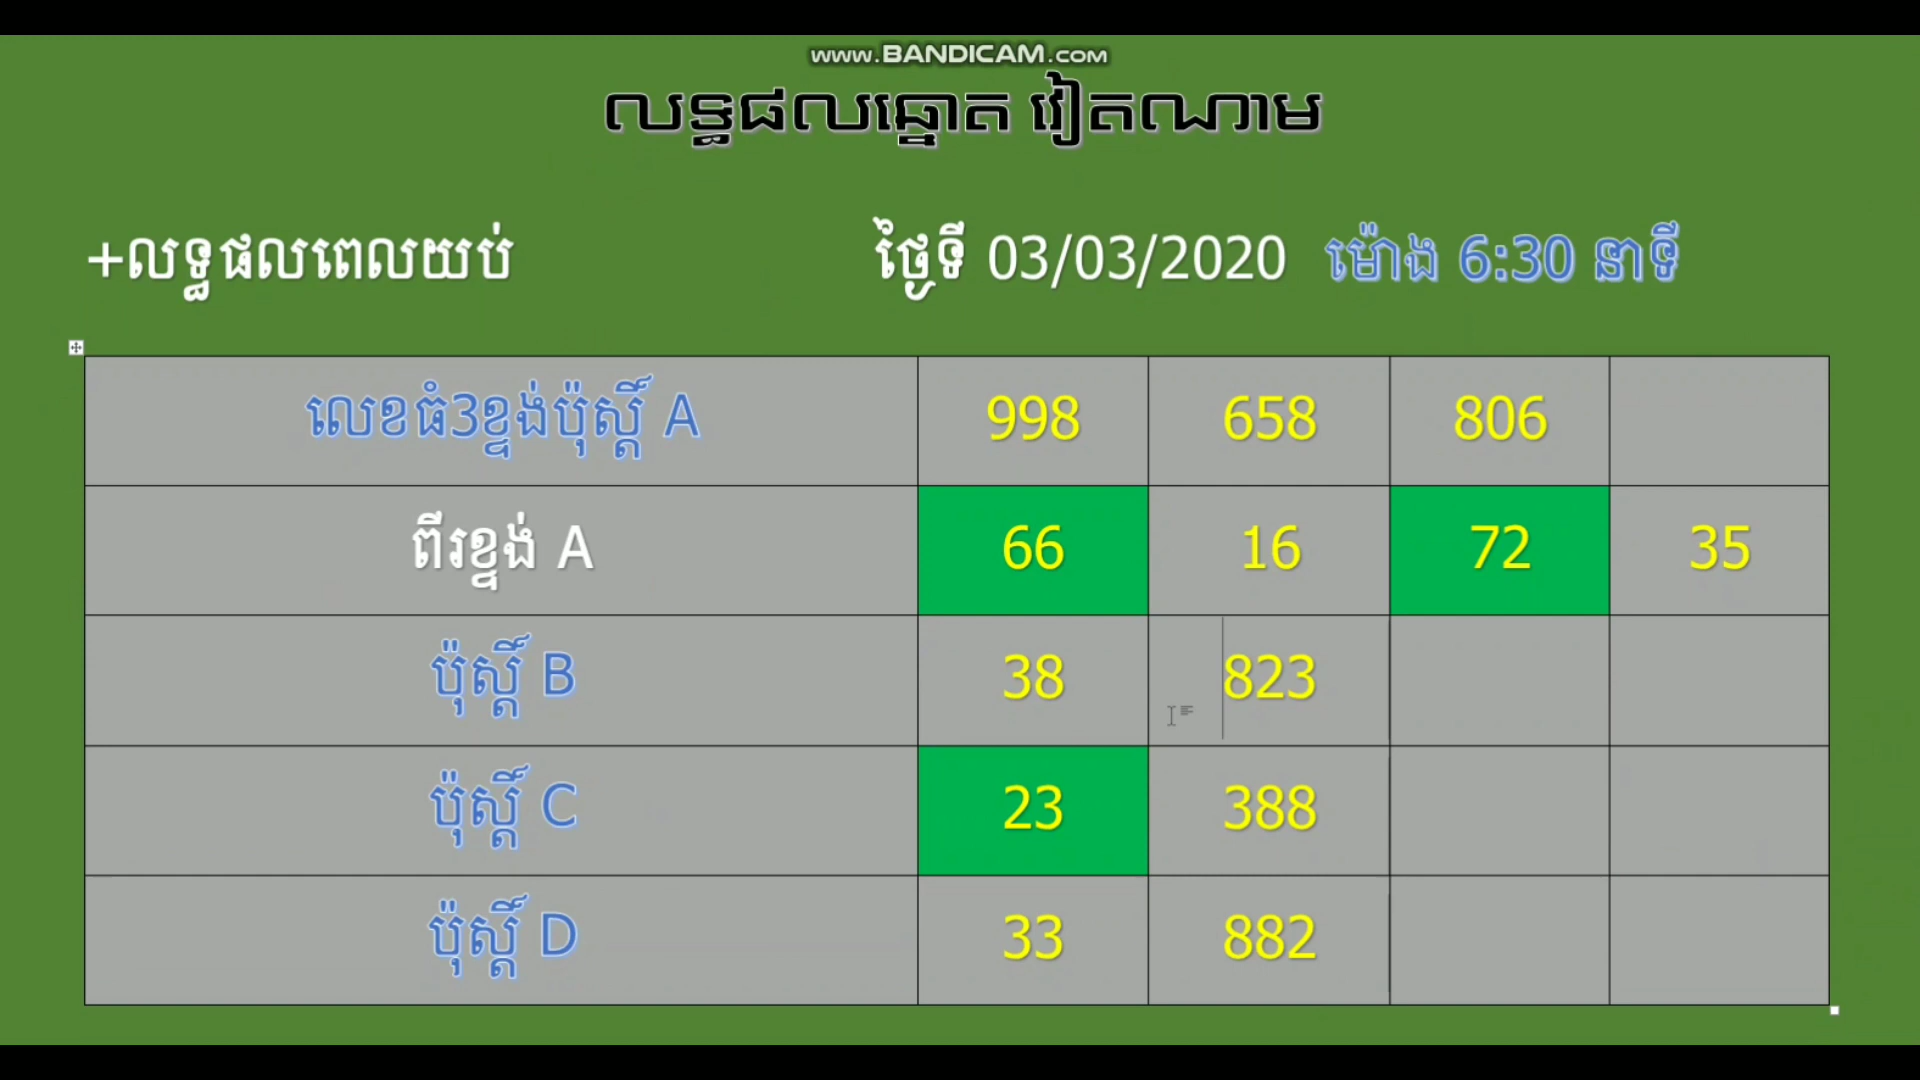 www.BANDICAM.com
លទ្ធផលឆ្នោត វៀតណាម
+លទ្ធផលពេលយប់ ថ្ងៃទី 03/03/2020 ម៉ោង 6:30 នាទី
លេខធំ3ខ្ទង់ប៉ុស្តិ៍ A 998 658 806
ពីរខ្ទង់ A 66 16 72 35
ប៉ុស្តិ៍ B 38 823
ប៉ុស្តិ៍ C 23 388
ប៉ុស្តិ៍ D 33 882